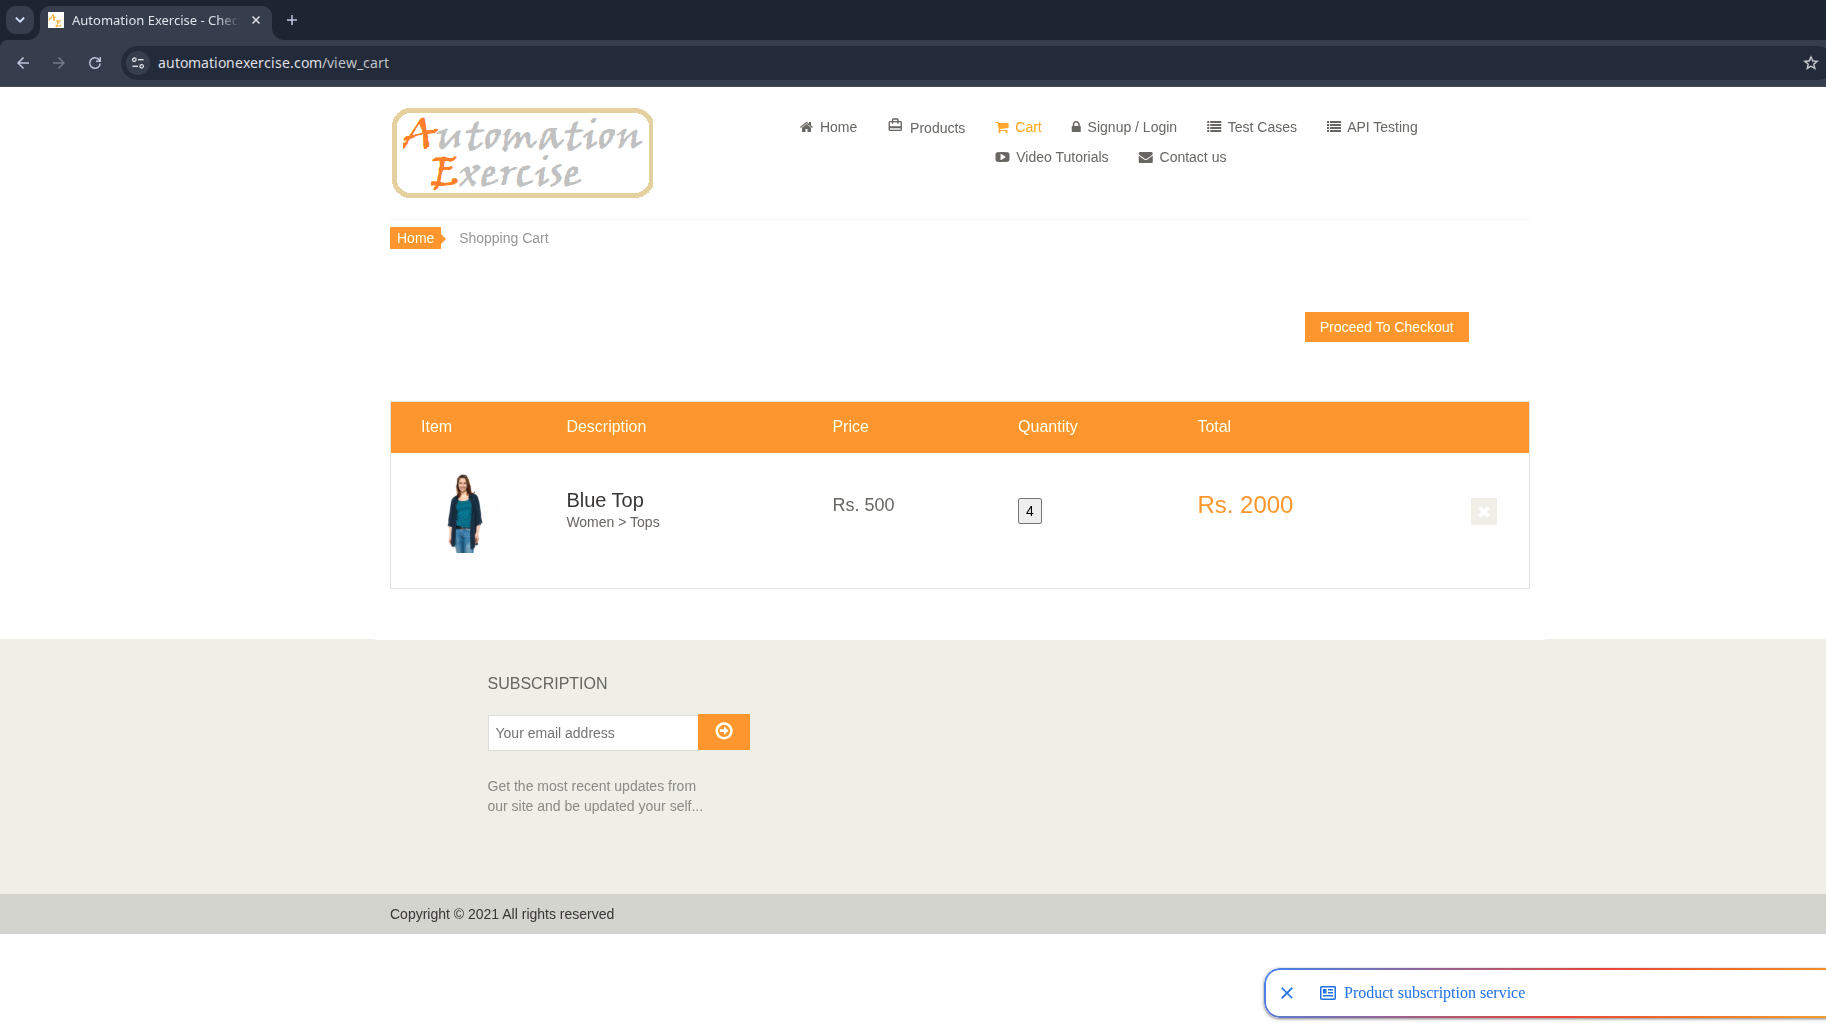 Automation Exercise - Chec
automationexercise.com/view_cart
Automation
Exercise
Home
Products
Cart
Signup / Login
Test Cases
API Testing
Video Tutorials
Contact us
Home
Shopping Cart
Proceed To Checkout
Item Description Price Quantity Total
Blue Top
Women > Tops
Rs. 500
4
Rs. 2000
SUBSCRIPTION
Your email address
Get the most recent updates from
our site and be updated your self...
Copyright © 2021 All rights reserved
Product subscription service